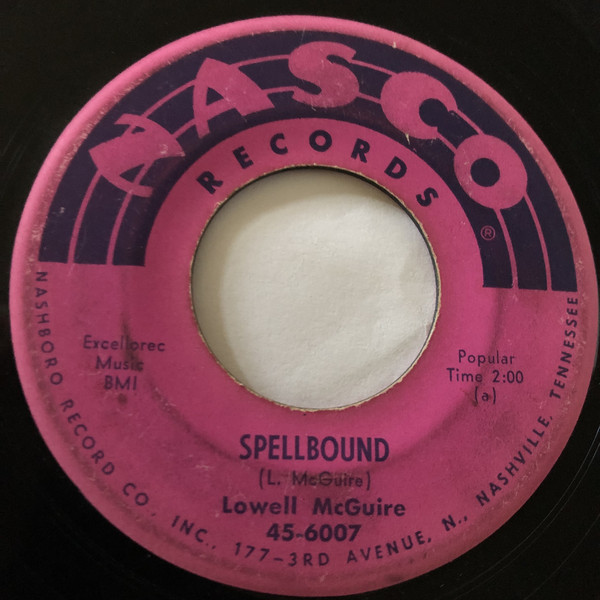 NASCO
RECORDS
®
Excellorec
Music
BMI
Popular
Time 2:00
(a)
SPELLBOUND
(L. McGuire)
Lowell McGuire
45-6007
NASHBORO RECORD CO., INC., 177-3RD AVENUE, N., NASHVILLE, TENNESSEE